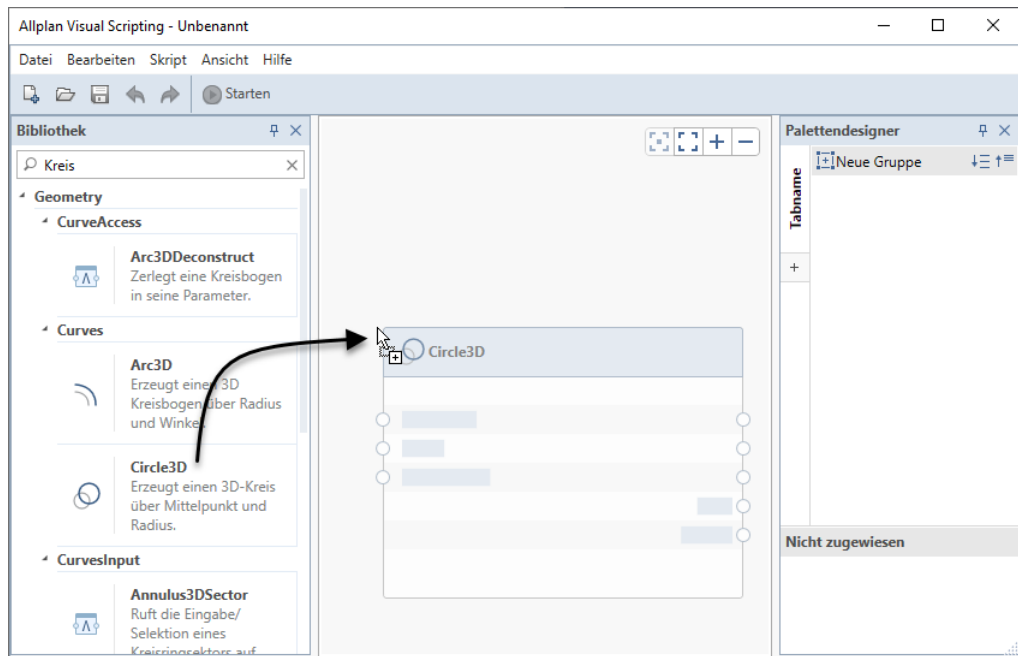 Allplan Visual Scripting - Unbenannt
Datei Bearbeiten Skript Ansicht Hilfe
Starten
Bibliothek
Kreis
Geometry
CurveAccess
Arc3DDeconstruct
Zerlegt eine Kreisbogen
in seine Parameter.
Curves
Arc3D
Erzeugt einen 3D
Kreisbogen über Radius
und Winkel.
Circle3D
Erzeugt einen 3D-Kreis
über Mittelpunkt und
Radius.
CurvesInput
Annulus3DSector
Ruft die Eingabe/
Selektion eines
Kreisringsektors auf
Circle3D
Palettendesigner
Neue Gruppe
Tabname
+
Nicht zugewiesen